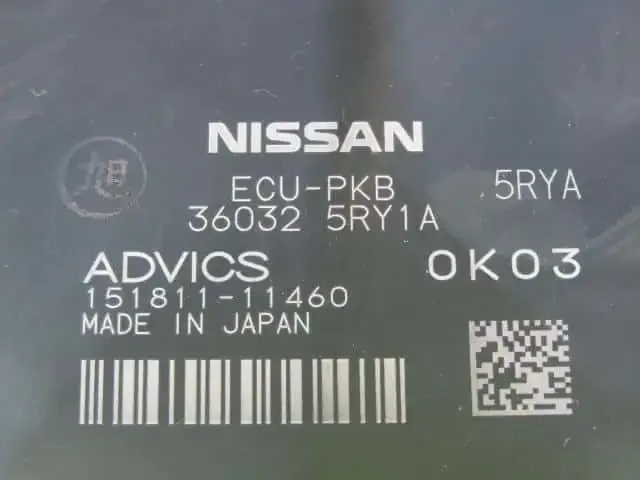 NISSAN
旭
ECU-PKB 5RYA
36032 5RY1A
ADVICS 0K03
151811-11460
MADE IN JAPAN